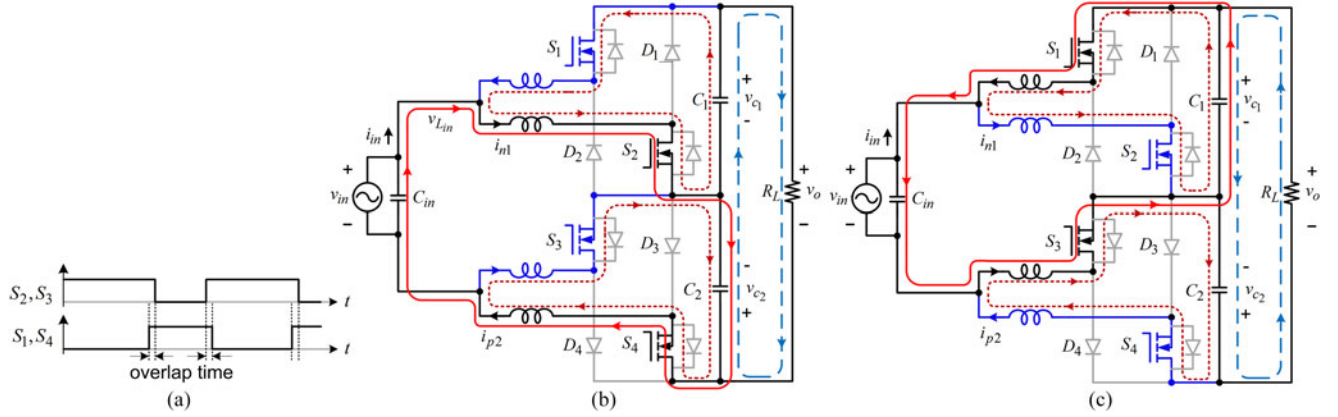 S2, S3
t
S1, S4
t
overlap time
(a)
S1
D1
C1
+
vc1
-
vLin
iin
in1
+
vin
−
Cin
D2
S2
RL
+
vo
−
S3
D3
C2
-
vc2
+
ip2
D4
S4
(b)
S1
D1
C1
+
vc1
-
iin
in1
+
vin
−
Cin
D2
S2
RL
+
vo
−
S3
D3
C2
-
vc2
+
ip2
D4
S4
(c)